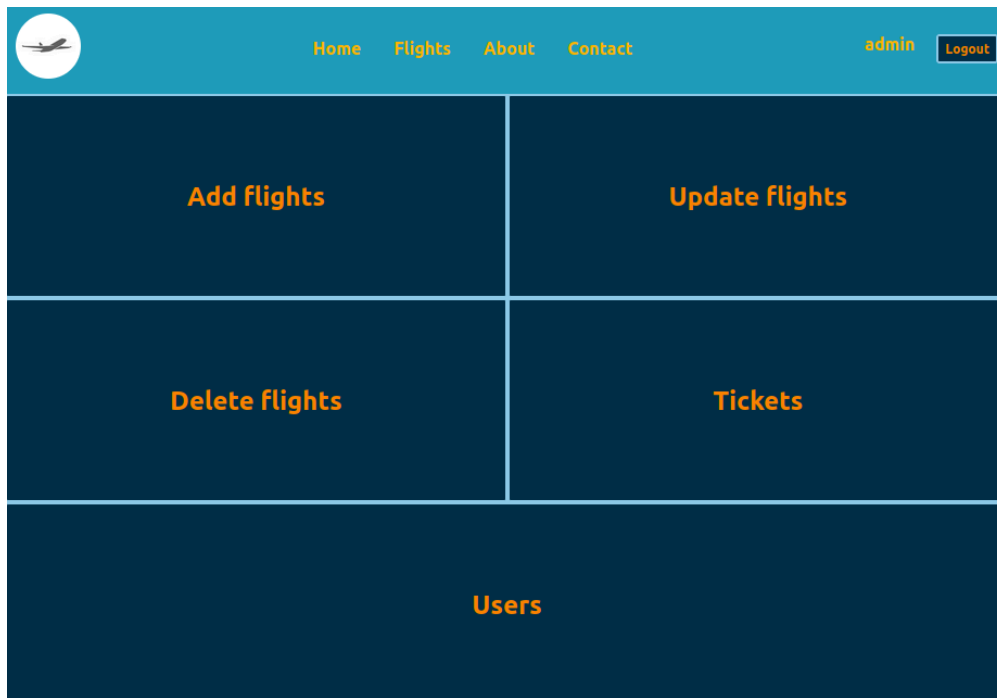 Home Flights About Contact admin Logout
Add flights Update flights
Delete flights Tickets
Users